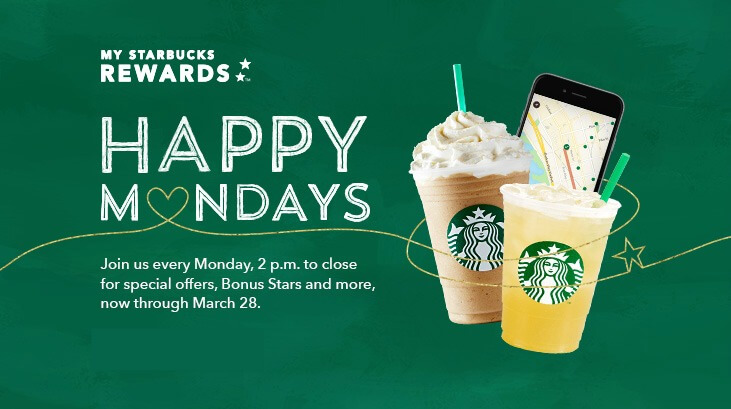 MY STARBUCKS
REWARDS
HAPPY
MONDAYS
Join us every Monday, 2 p.m. to close
for special offers, Bonus Stars and more,
now through March 28.